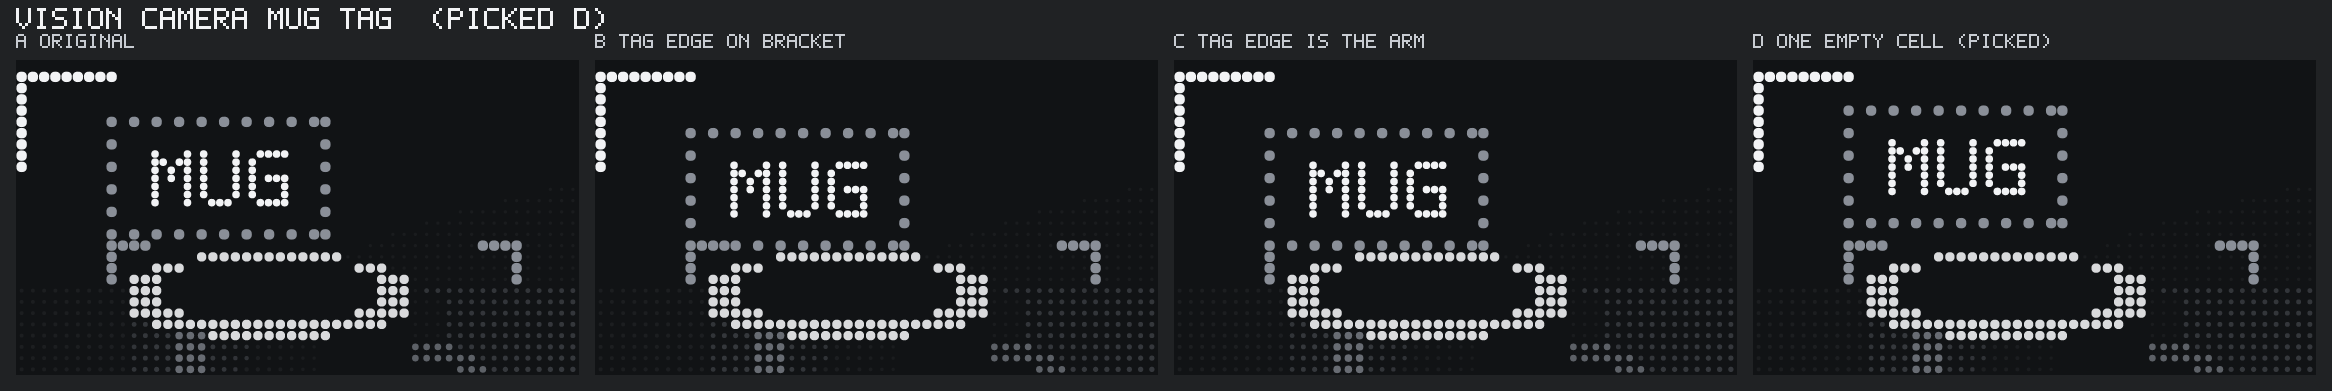 VISION CAMERA MUG TAG (PICKED D)
A ORIGINAL
B TAG EDGE ON BRACKET
C TAG EDGE IS THE ARM
D ONE EMPTY CELL (PICKED)
MUG
MUG
MUG
MUG